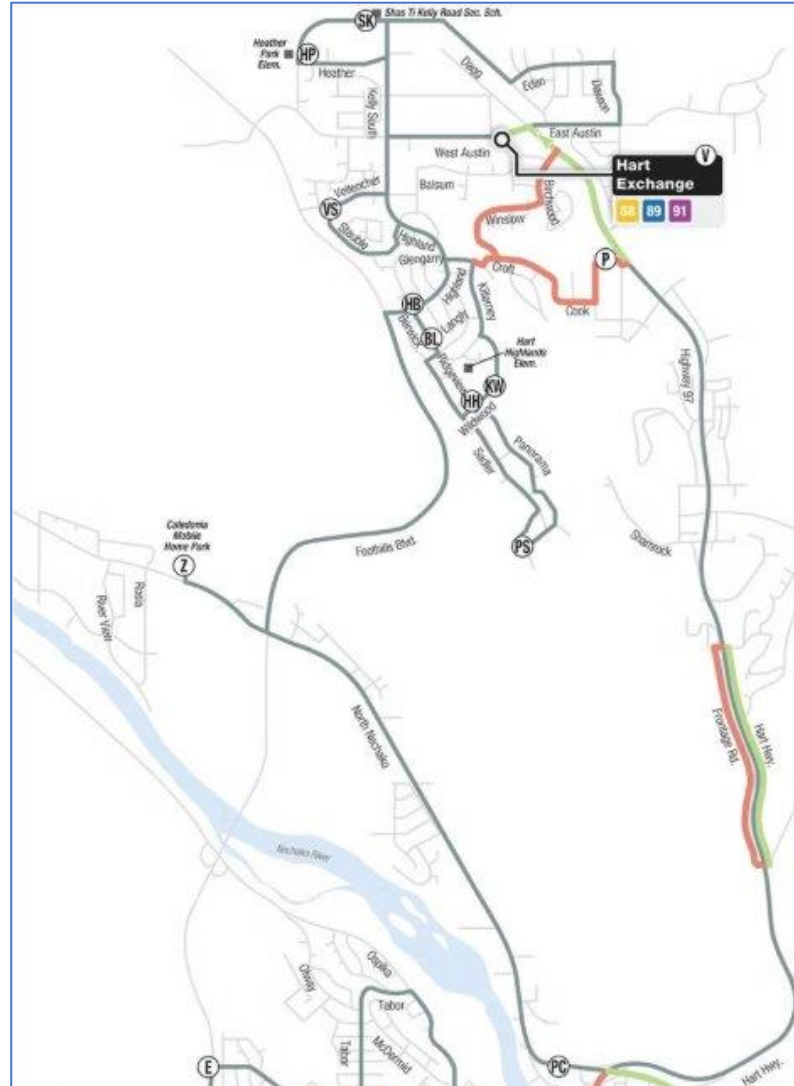 SK
Shas Ti Kelly Road Sec. Sch.
Heather
Park
Elem.
HP
Heather
Kelly South
Dagg
Eden
Dawson
East Austin
West Austin
V
Hart
Exchange
88 89 91
Balsum
Birchwood
Winslow
VS
Stauble
Highland
Glengarry
Highland
Croft
P
Cook
Killarney
HB
Langly
BL
Ridgeview
Hart
Highlands
Elem.
KW
HH
Wildwood
Highway 97
Panorama
Sadler
PS
Shamrock
Caledonia
Mobile
Home Park
Z
Foothills Blvd.
Rosia
River View
North Nechako
Frontage Rd.
Hart Hwy.
Nechako River
Ospika
Otway
Tabor
Tabor
McDermid
E
PC
Hart Hwy.